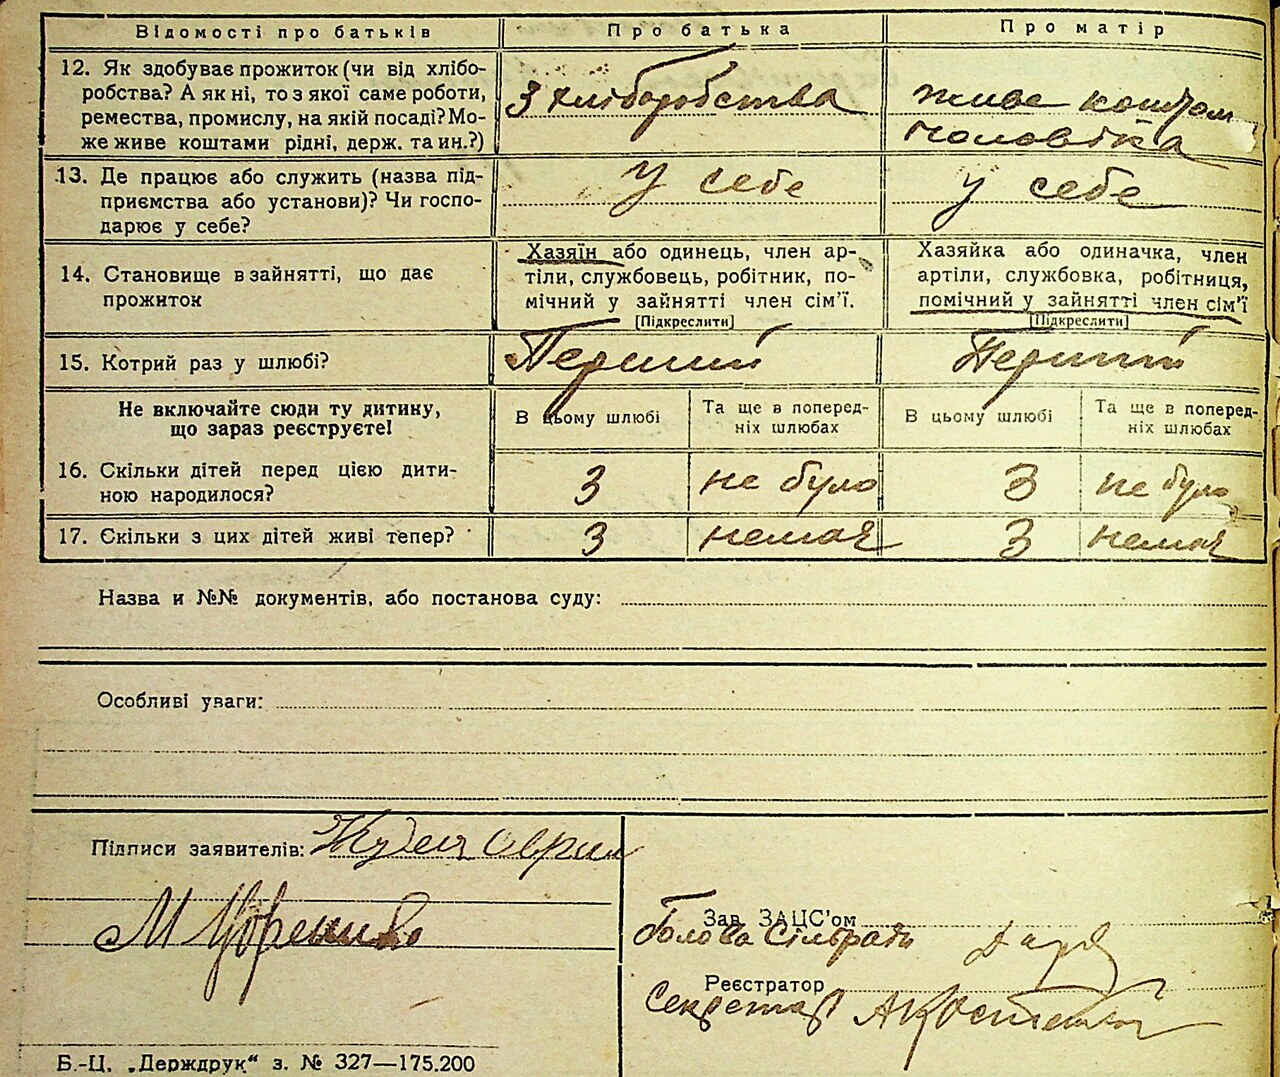 Відомості про батьків Про батька Про матір
12. Як здобуває прожиток (чи від хлібо-
робства? А як ні, то з якої саме роботи,
ремества, промислу, на якій посаді? Мо-
же живе коштами рідні, держ. та ин.?)
З хліборобства
живе коштом
чоловіка
13. Де працює або служить (назва під-
приємства або установи)? Чи госпо-
дарює у себе?
у себе
у себе
14. Становище в зайнятті, що дає
прожиток
Хазяїн або одинець, член ар-
тіли, службовець, робітник, по-
мічний у зайнятті член сім'ї.
[Підкреслити]
Хазяйка або одиначка, член
артіли, службовка, робітниця,
помічний у зайнятті член сім'ї
[Підкреслити]
15. Котрий раз у шлюбі? Перший Перший
Не включайте сюди ту дитину,
що зараз реєструєте!
В цьому шлюбі
Та ще в поперед-
ніх шлюбах
В цьому шлюбі
Та ще в поперед-
ніх шлюбах
16. Скільки дітей перед цією дити-
ною народилося?
3 не було 3 не було
17. Скільки з цих дітей живі тепер? 3 немає 3 немає
Назва и №№ документів, або постанова суду:
Особливі уваги:
Підписи заявителів:
М
Зав. ЗАЦС'ом
Голова Сільради
Реєстратор
Секретар А Костенко
Б.-Ц. „Держдрук“ з. № 327—175.200